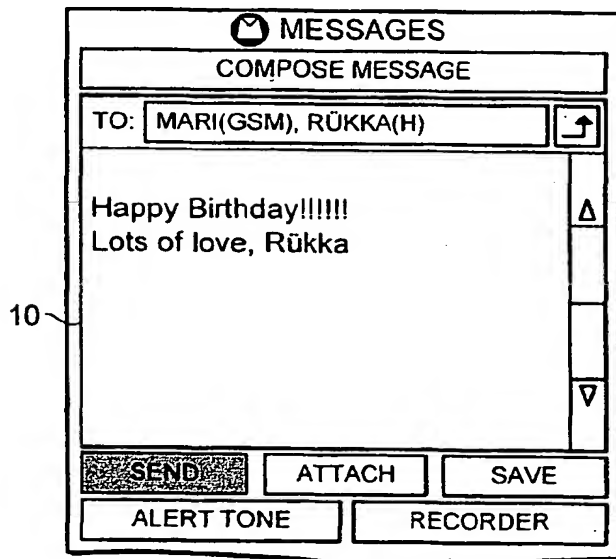 MESSAGES
COMPOSE MESSAGE
TO: MARI(GSM), RÜKKA(H)
Happy Birthday!!!!!!
Lots of love, Rükka
10
SEND ATTACH SAVE
ALERT TONE RECORDER